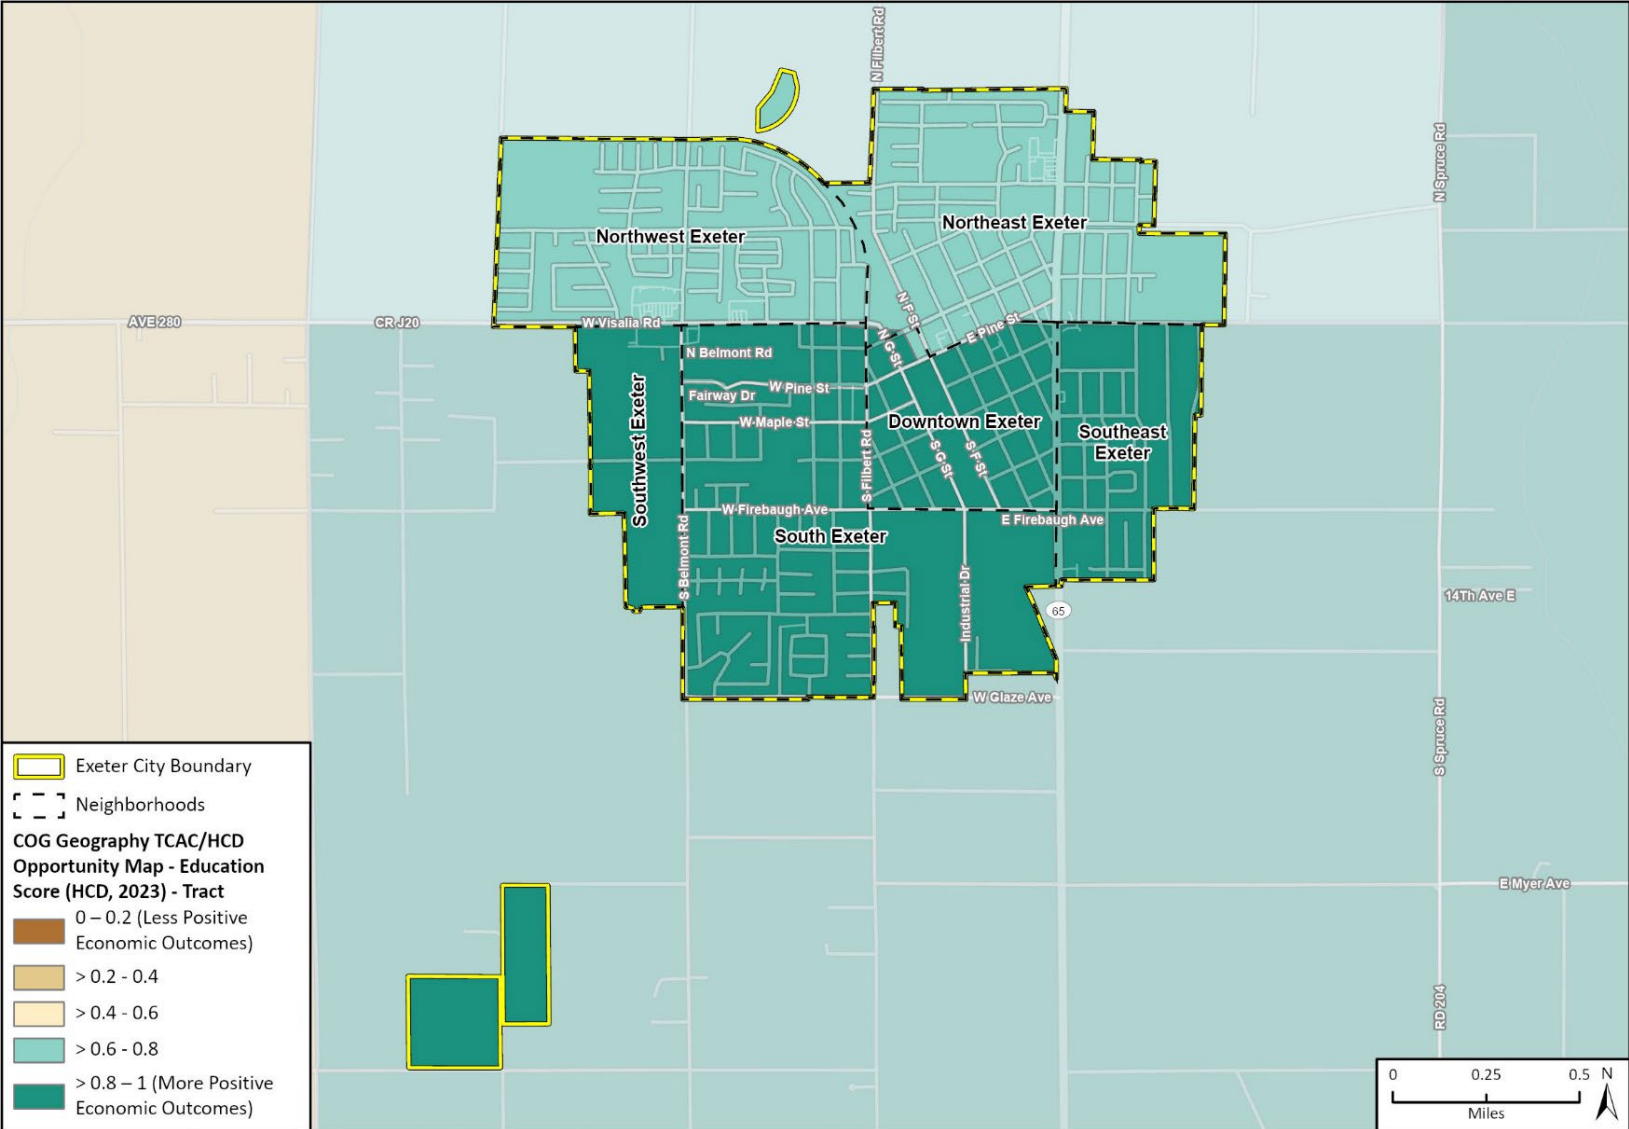 N Filbert Rd
N Spruce Rd
Northeast Exeter
Northwest Exeter
N F St
AVE 280
CR J20
W Visalia Rd
E Pine St
N G St
N Belmont Rd
W Pine St
Fairway Dr
W Maple St
Downtown Exeter
Southeast
Exeter
Southwest Exeter
S Filbert Rd
S G St
S F St
W Firebaugh Ave
E Firebaugh Ave
South Exeter
S Belmont Rd
Industrial Dr
65
14Th Ave E
W Glaze Ave
S Spruce Rd
E Myer Ave
RD 204
Exeter City Boundary
Neighborhoods
COG Geography TCAC/HCD
Opportunity Map - Education
Score (HCD, 2023) - Tract
0 – 0.2 (Less Positive
Economic Outcomes)
> 0.2 - 0.4
> 0.4 - 0.6
> 0.6 - 0.8
> 0.8 – 1 (More Positive
Economic Outcomes)
0 0.25 0.5 N
Miles